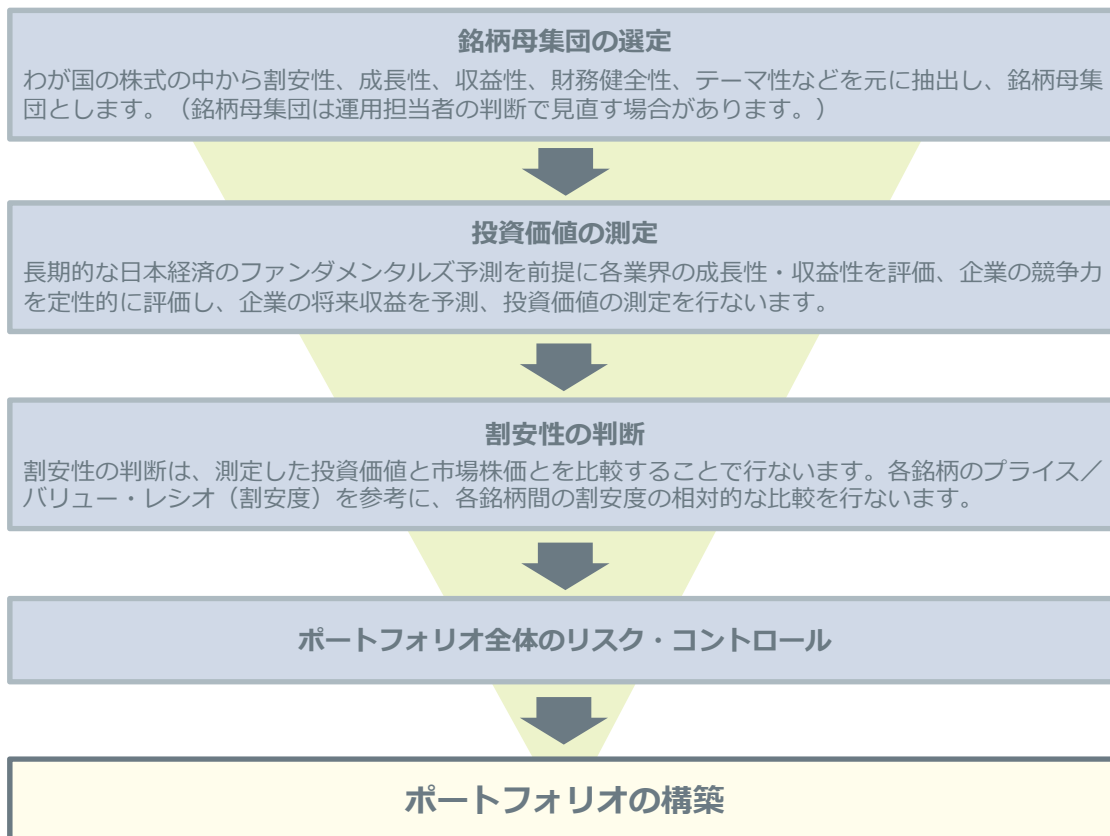 銘柄母集団の選定
わが国の株式の中から割安性、成長性、収益性、財務健全性、テーマ性などを元に抽出し、銘柄母集
団とします。（銘柄母集団は運用担当者の判断で見直す場合があります。）
投資価値の測定
長期的な日本経済のファンダメンタルズ予測を前提に各業界の成長性・収益性を評価、企業の競争力
を定性的に評価し、企業の将来収益を予測、投資価値の測定を行ないます。
割安性の判断
割安性の判断は、測定した投資価値と市場株価とを比較することで行ないます。各銘柄のプライス／
バリュー・レシオ（割安度）を参考に、各銘柄間の割安度の相対的な比較を行ないます。
ポートフォリオ全体のリスク・コントロール
ポートフォリオの構築